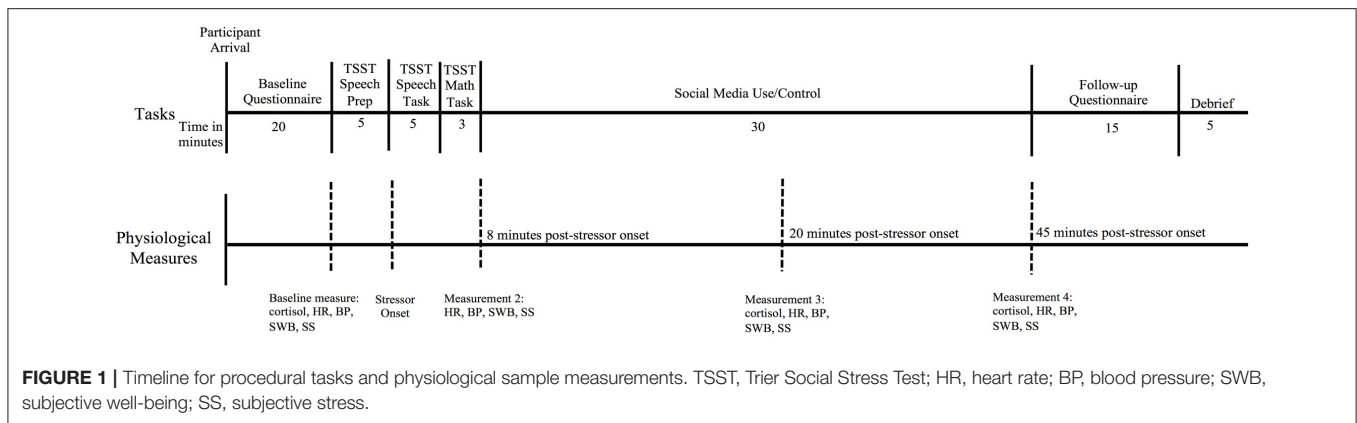 Participant
Arrival
Baseline
Questionnaire
TSST
Speech
Prep
TSST
Speech
Task
TSST
Math
Task
Social Media Use/Control
Follow-up
Questionnaire
Debrief
Tasks
Time in
minutes
20
5
5
3
30
15
5
Physiological
Measures
8 minutes post-stressor onset
20 minutes post-stressor onset
45 minutes post-stressor onset
Baseline measure:
cortisol, HR, BP,
SWB, SS
Stressor
Onset
Measurement 2:
HR, BP, SWB, SS
Measurement 3:
cortisol, HR, BP,
SWB, SS
Measurement 4:
cortisol, HR, BP,
SWB, SS
FIGURE 1 | Timeline for procedural tasks and physiological sample measurements. TSST, Trier Social Stress Test; HR, heart rate; BP, blood pressure; SWB,
subjective well-being; SS, subjective stress.